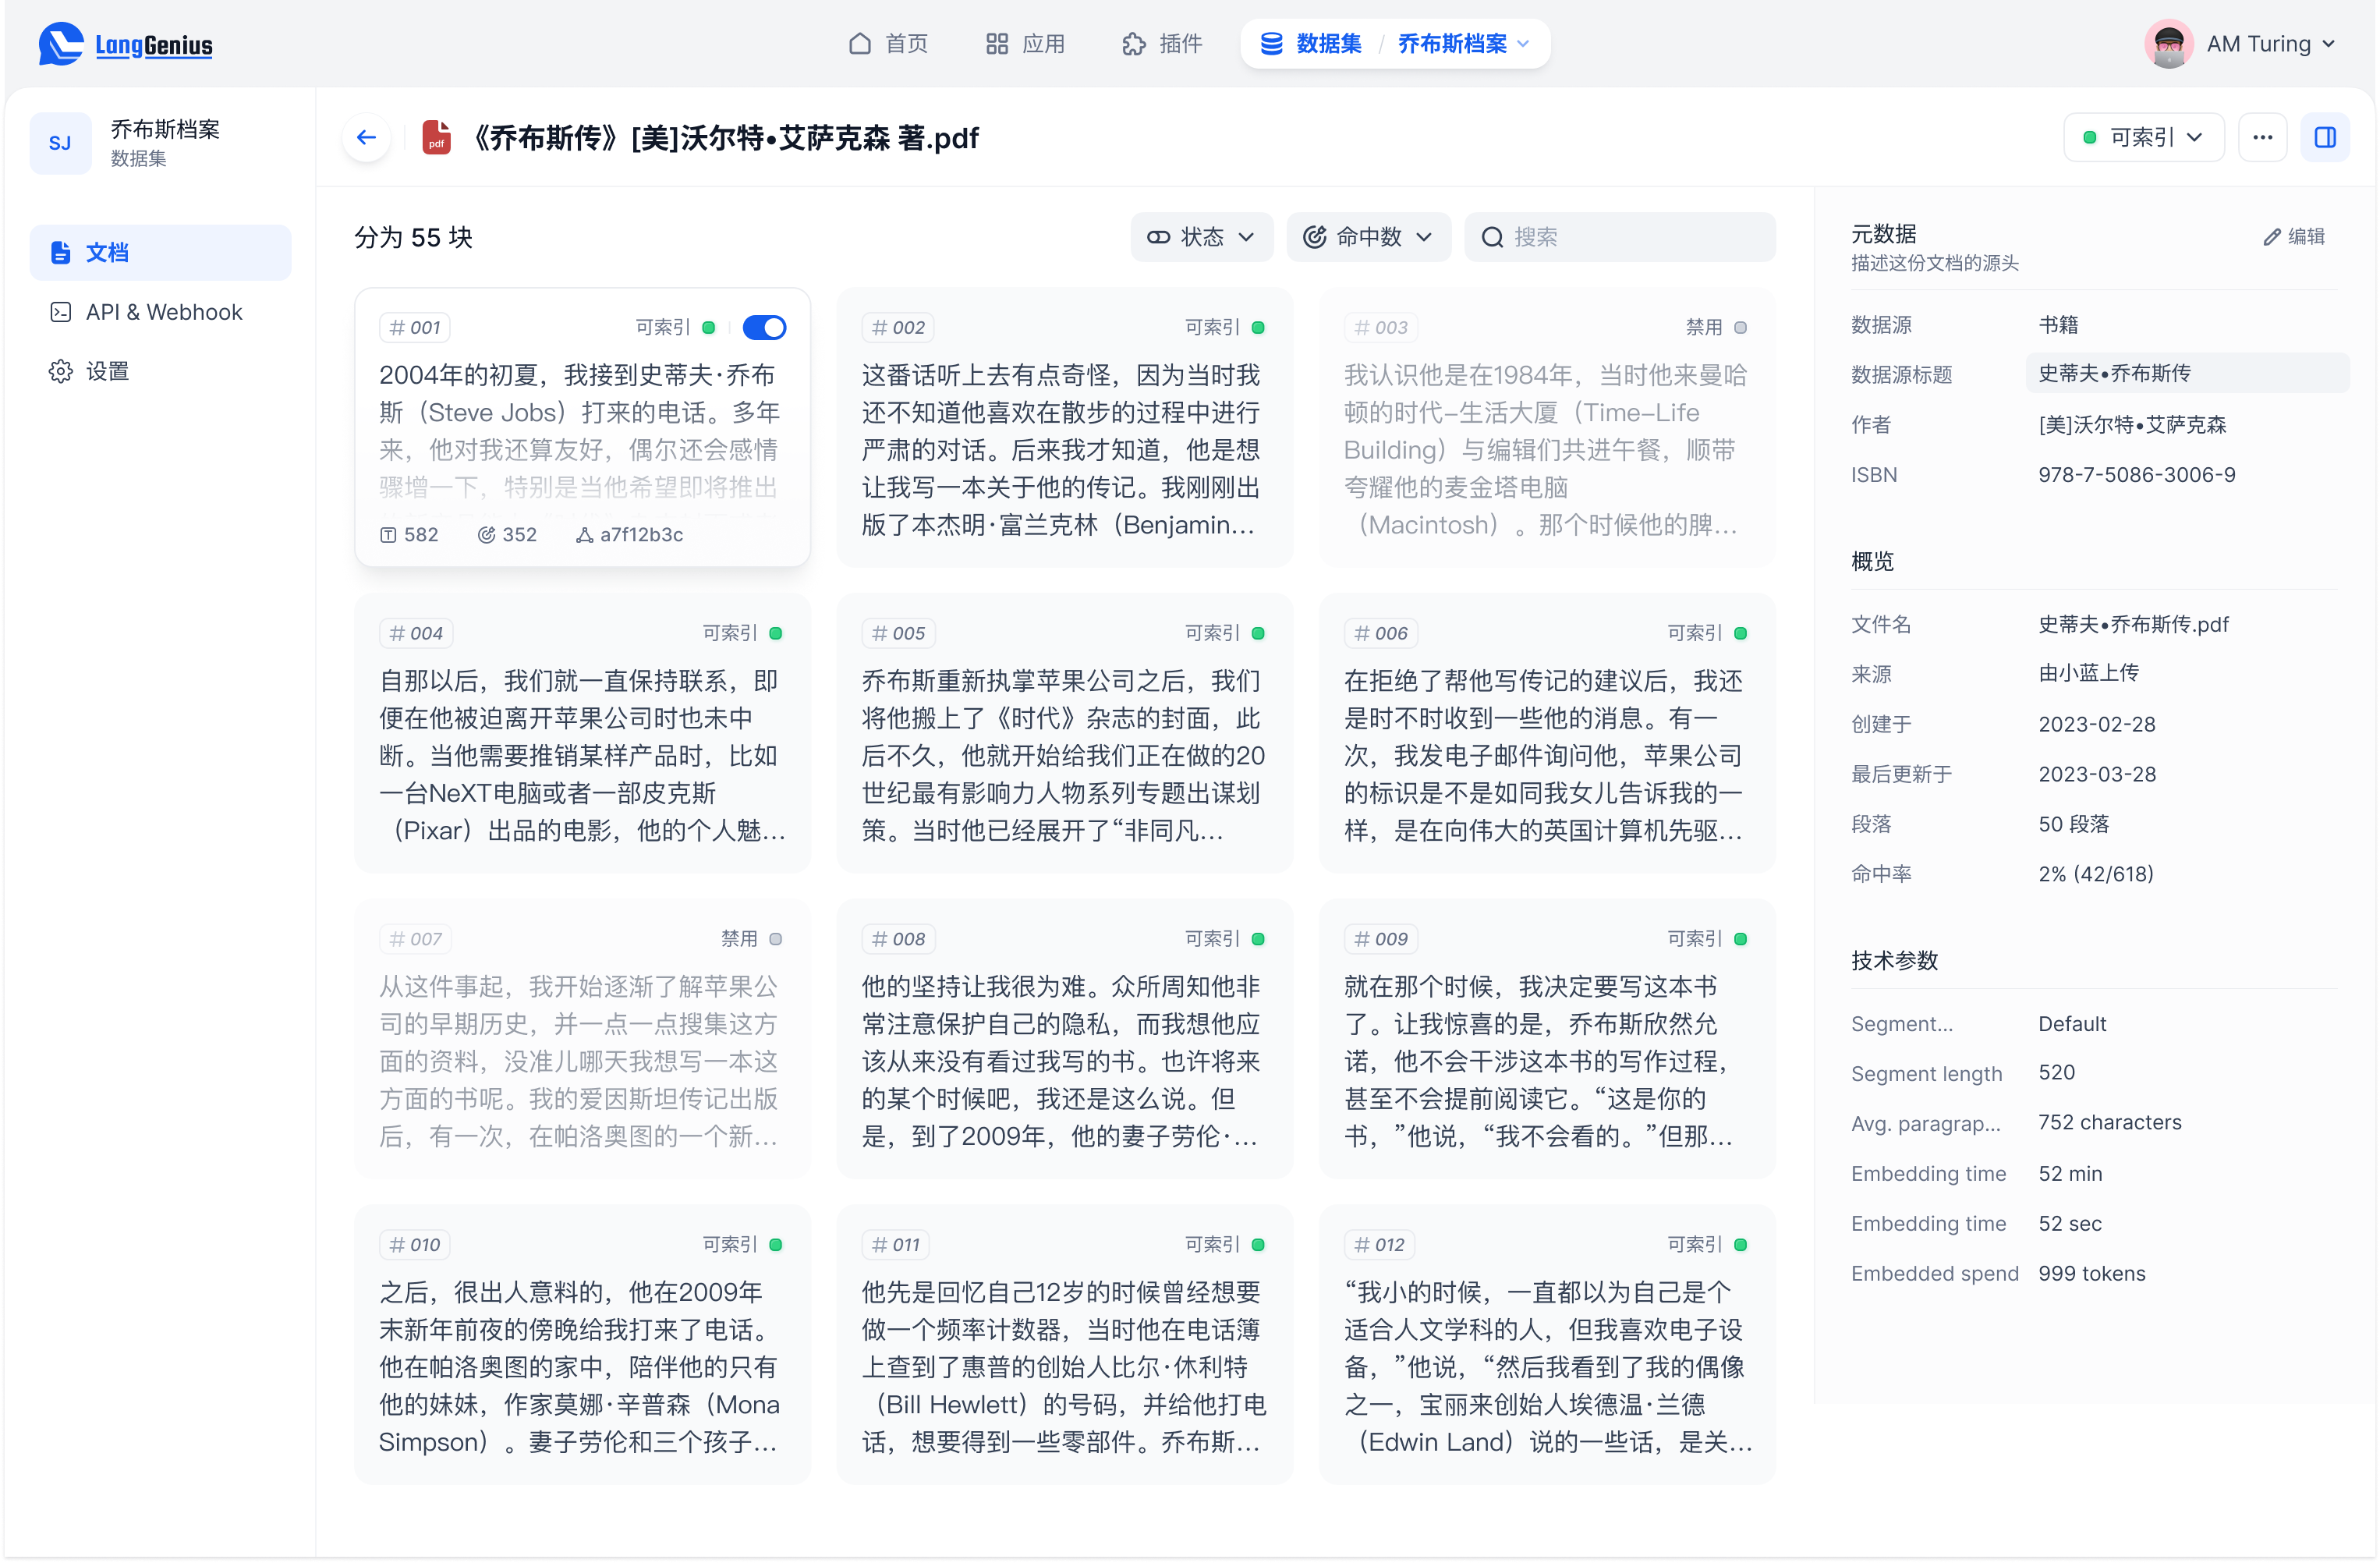 LangGenius
首页
应用
插件
数据集 / 乔布斯档案
AM Turing
SJ
乔布斯档案
数据集
文档
API & Webhook
设置
pdf
《乔布斯传》[美]沃尔特•艾萨克森 著.pdf
可索引
分为 55 块
状态
命中数
搜索
# 001
可索引
2004年的初夏，我接到史蒂夫·乔布
斯（Steve Jobs）打来的电话。多年
来，他对我还算友好，偶尔还会感情
骤增一下，特别是当他希望即将推出
582
352
a7f12b3c
# 002
可索引
这番话听上去有点奇怪，因为当时我
还不知道他喜欢在散步的过程中进行
严肃的对话。后来我才知道，他是想
让我写一本关于他的传记。我刚刚出
版了本杰明·富兰克林（Benjamin...
# 003
禁用
我认识他是在1984年，当时他来曼哈
顿的时代–生活大厦（Time–Life
Building）与编辑们共进午餐，顺带
夸耀他的麦金塔电脑
（Macintosh）。那个时候他的脾...
# 004
可索引
自那以后，我们就一直保持联系，即
便在他被迫离开苹果公司时也未中
断。当他需要推销某样产品时，比如
一台NeXT电脑或者一部皮克斯
（Pixar）出品的电影，他的个人魅...
# 005
可索引
乔布斯重新执掌苹果公司之后，我们
将他搬上了《时代》杂志的封面，此
后不久，他就开始给我们正在做的20
世纪最有影响力人物系列专题出谋划
策。当时他已经展开了“非同凡...
# 006
可索引
在拒绝了帮他写传记的建议后，我还
是时不时收到一些他的消息。有一
次，我发电子邮件询问他，苹果公司
的标识是不是如同我女儿告诉我的一
样，是在向伟大的英国计算机先驱...
# 007
禁用
从这件事起，我开始逐渐了解苹果公
司的早期历史，并一点一点搜集这方
面的资料，没准儿哪天我想写一本这
方面的书呢。我的爱因斯坦传记出版
后，有一次，在帕洛奥图的一个新...
# 008
可索引
他的坚持让我很为难。众所周知他非
常注意保护自己的隐私，而我想他应
该从来没有看过我写的书。也许将来
的某个时候吧，我还是这么说。但
是，到了2009年，他的妻子劳伦·...
# 009
可索引
就在那个时候，我决定要写这本书
了。让我惊喜的是，乔布斯欣然允
诺，他不会干涉这本书的写作过程，
甚至不会提前阅读它。“这是你的
书，”他说，“我不会看的。”但那...
# 010
可索引
之后，很出人意料的，他在2009年
末新年前夜的傍晚给我打来了电话。
他在帕洛奥图的家中，陪伴他的只有
他的妹妹，作家莫娜·辛普森（Mona
Simpson）。妻子劳伦和三个孩子...
# 011
可索引
他先是回忆自己12岁的时候曾经想要
做一个频率计数器，当时他在电话簿
上查到了惠普的创始人比尔·休利特
（Bill Hewlett）的号码，并给他打电
话，想要得到一些零部件。乔布斯...
# 012
可索引
“我小的时候，一直都以为自己是个
适合人文学科的人，但我喜欢电子设
备，”他说，“然后我看到了我的偶像
之一，宝丽来创始人埃德温·兰德
（Edwin Land）说的一些话，是关...
元数据
编辑
描述这份文档的源头
数据源 书籍
数据源标题 史蒂夫•乔布斯传
作者 [美]沃尔特•艾萨克森
ISBN 978-7-5086-3006-9
概览
文件名 史蒂夫•乔布斯传.pdf
来源 由小蓝上传
创建于 2023-02-28
最后更新于 2023-03-28
段落 50 段落
命中率 2% (42/618)
技术参数
Segment... Default
Segment length 520
Avg. paragrap... 752 characters
Embedding time 52 min
Embedding time 52 sec
Embedded spend 999 tokens